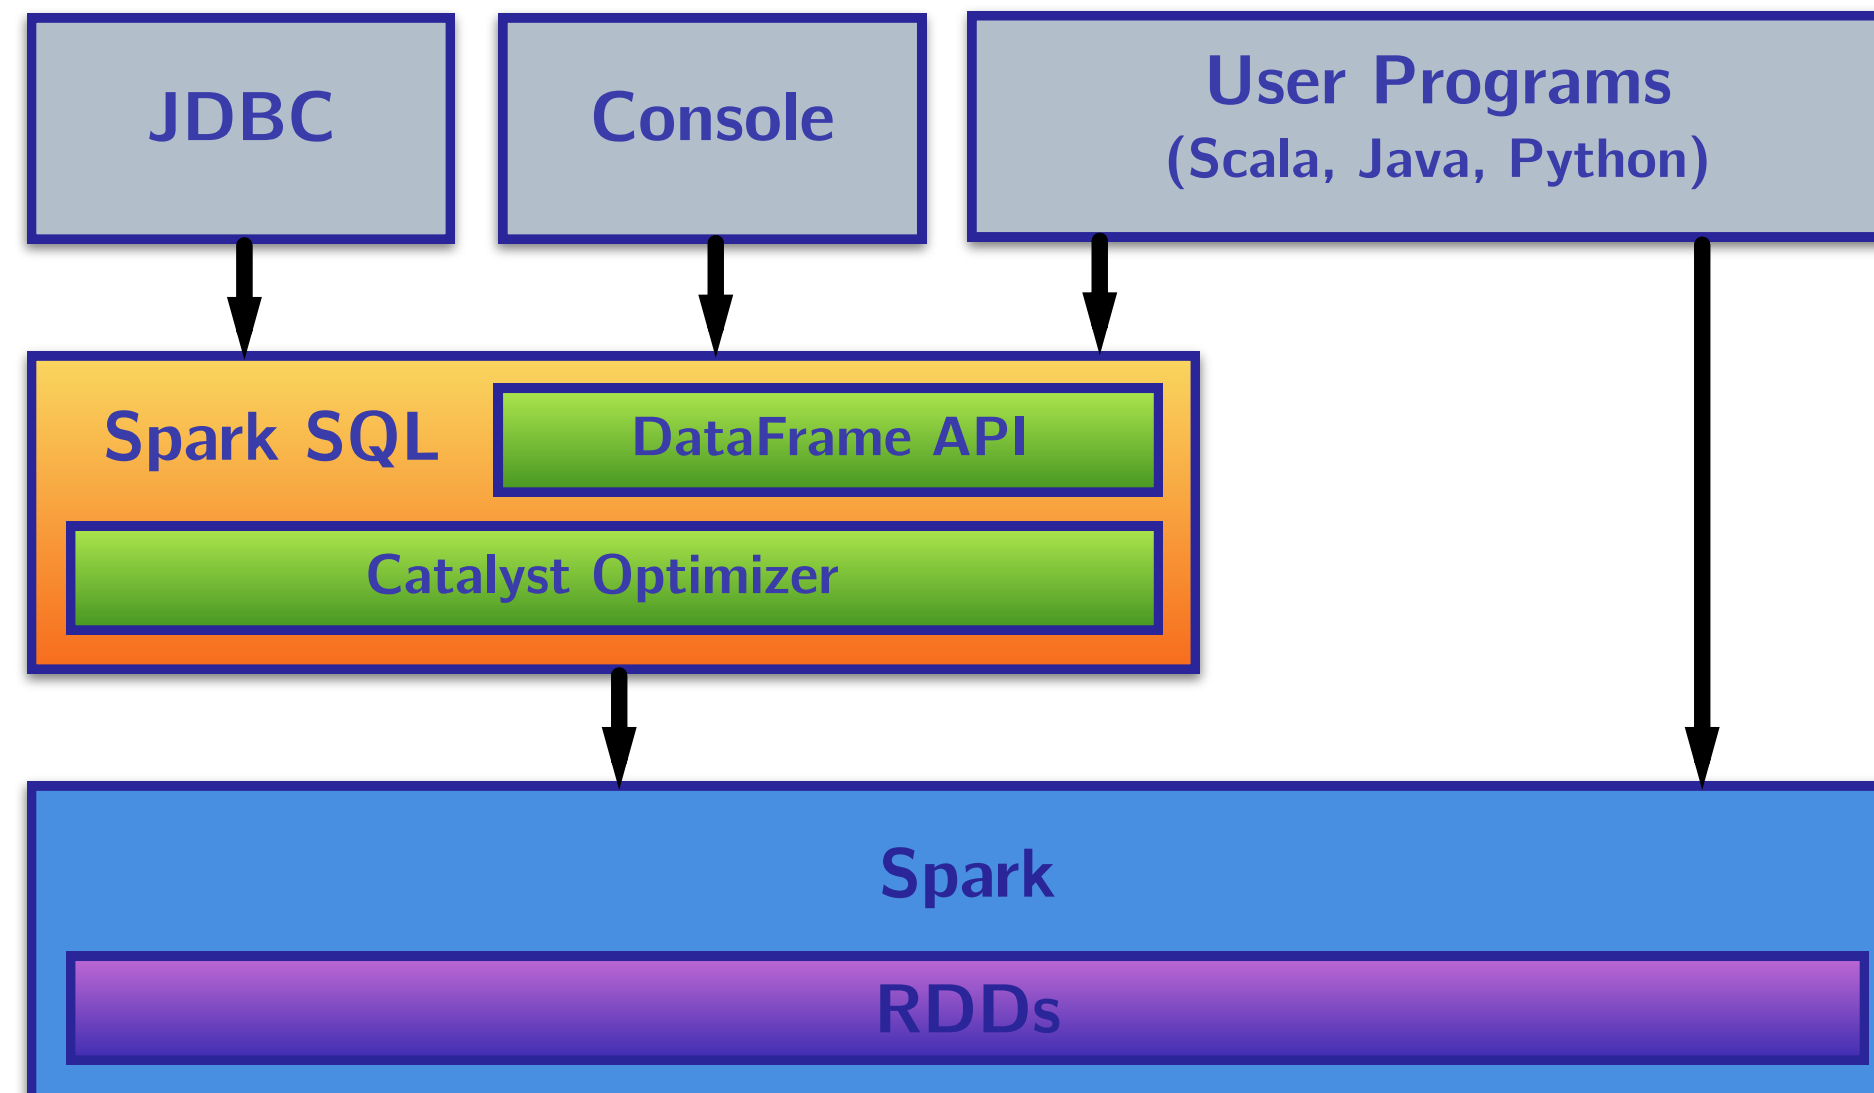 JDBC
Console
User Programs
(Scala, Java, Python)
Spark SQL
DataFrame API
Catalyst Optimizer
Spark
RDDs